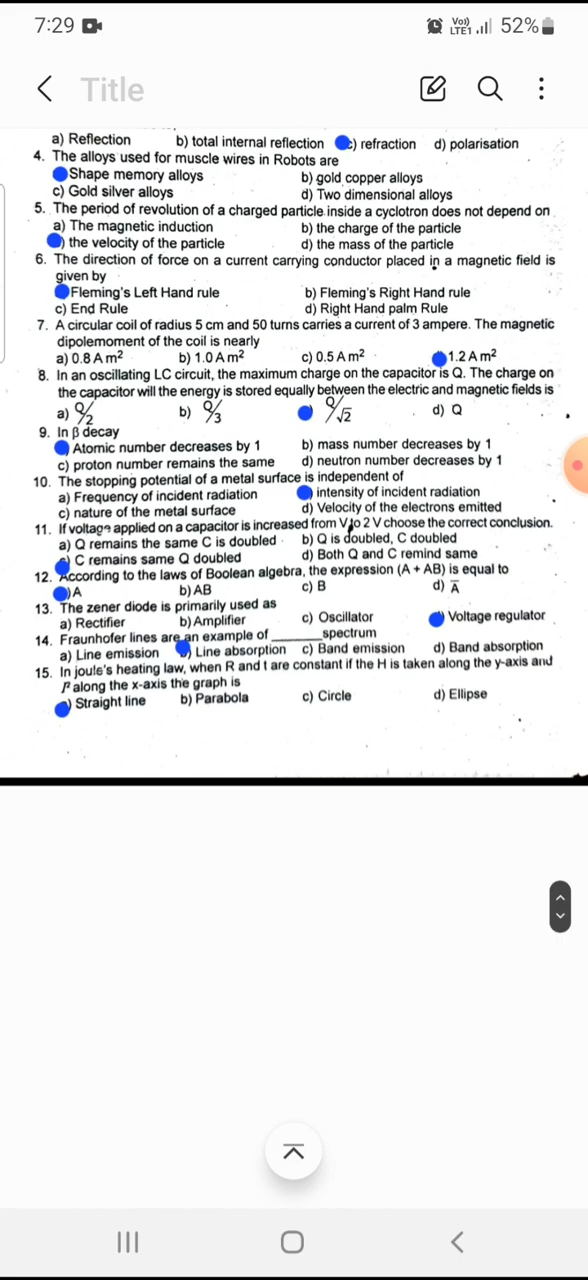 7:29
Vo))
LTE1
52%
Title
a) Reflection b) total internal reflection c) refraction d) polarisation
4. The alloys used for muscle wires in Robots are
Shape memory alloys b) gold copper alloys
c) Gold silver alloys d) Two dimensional alloys
5. The period of revolution of a charged particle inside a cyclotron does not depend on
a) The magnetic induction b) the charge of the particle
) the velocity of the particle d) the mass of the particle
6. The direction of force on a current carrying conductor placed in a magnetic field is
given by
Fleming's Left Hand rule b) Fleming's Right Hand rule
c) End Rule d) Right Hand palm Rule
7. A circular coil of radius 5 cm and 50 turns carries a current of 3 ampere. The magnetic
dipolemoment of the coil is nearly
a) 0.8 A m² b) 1.0 A m² c) 0.5 A m² 1.2 A m²
8. In an oscillating LC circuit, the maximum charge on the capacitor is Q. The charge on
the capacitor will the energy is stored equally between the electric and magnetic fields is
a) Q/2 b) Q/3 Q/√2 d) Q
9. In β decay
Atomic number decreases by 1 b) mass number decreases by 1
c) proton number remains the same d) neutron number decreases by 1
10. The stopping potential of a metal surface is independent of
a) Frequency of incident radiation intensity of incident radiation
c) nature of the metal surface d) Velocity of the electrons emitted
11. If voltage applied on a capacitor is increased from V to 2 V choose the correct conclusion.
a) Q remains the same C is doubled b) Q is doubled, C doubled
c) C remains same Q doubled d) Both Q and C remind same
12. According to the laws of Boolean algebra, the expression (A + AB) is equal to
) A b) AB c) B d) A̅
13. The zener diode is primarily used as
a) Rectifier b) Amplifier c) Oscillator Voltage regulator
14. Fraunhofer lines are an example of ______ spectrum
a) Line emission b) Line absorption c) Band emission d) Band absorption
15. In joule's heating law, when R and t are constant if the H is taken along the y-axis and
I² along the x-axis the graph is
) Straight line b) Parabola c) Circle d) Ellipse